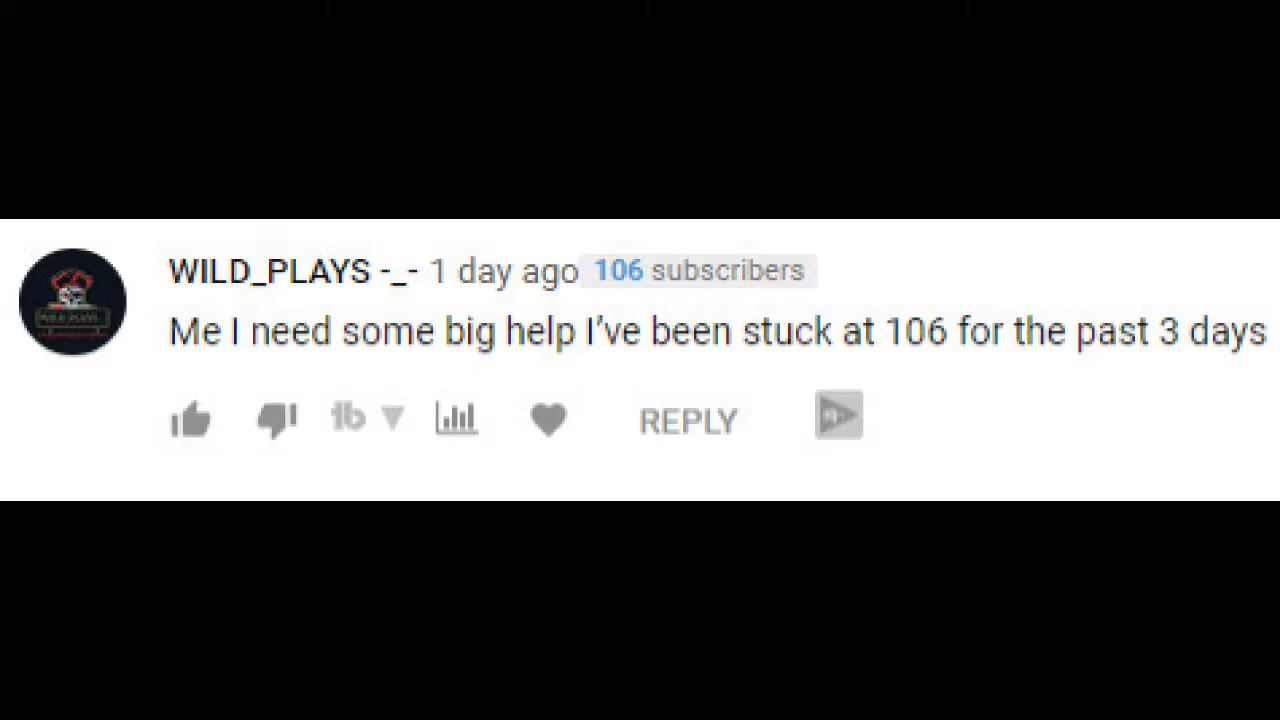 WILD_PLAYS -_- 1 day ago 106 subscribers
Me I need some big help I've been stuck at 106 for the past 3 days
REPLY